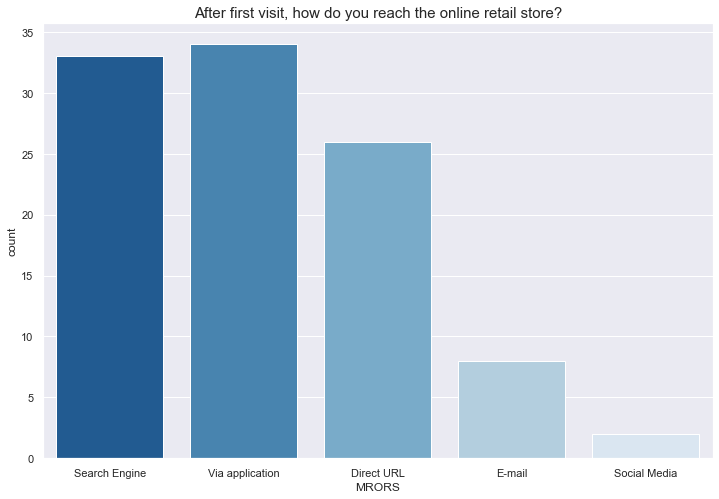 After first visit, how do you reach the online retail store?
35
30
25
20
15
10
5
0
count
Search Engine Via application Direct URL E-mail Social Media
MRORS